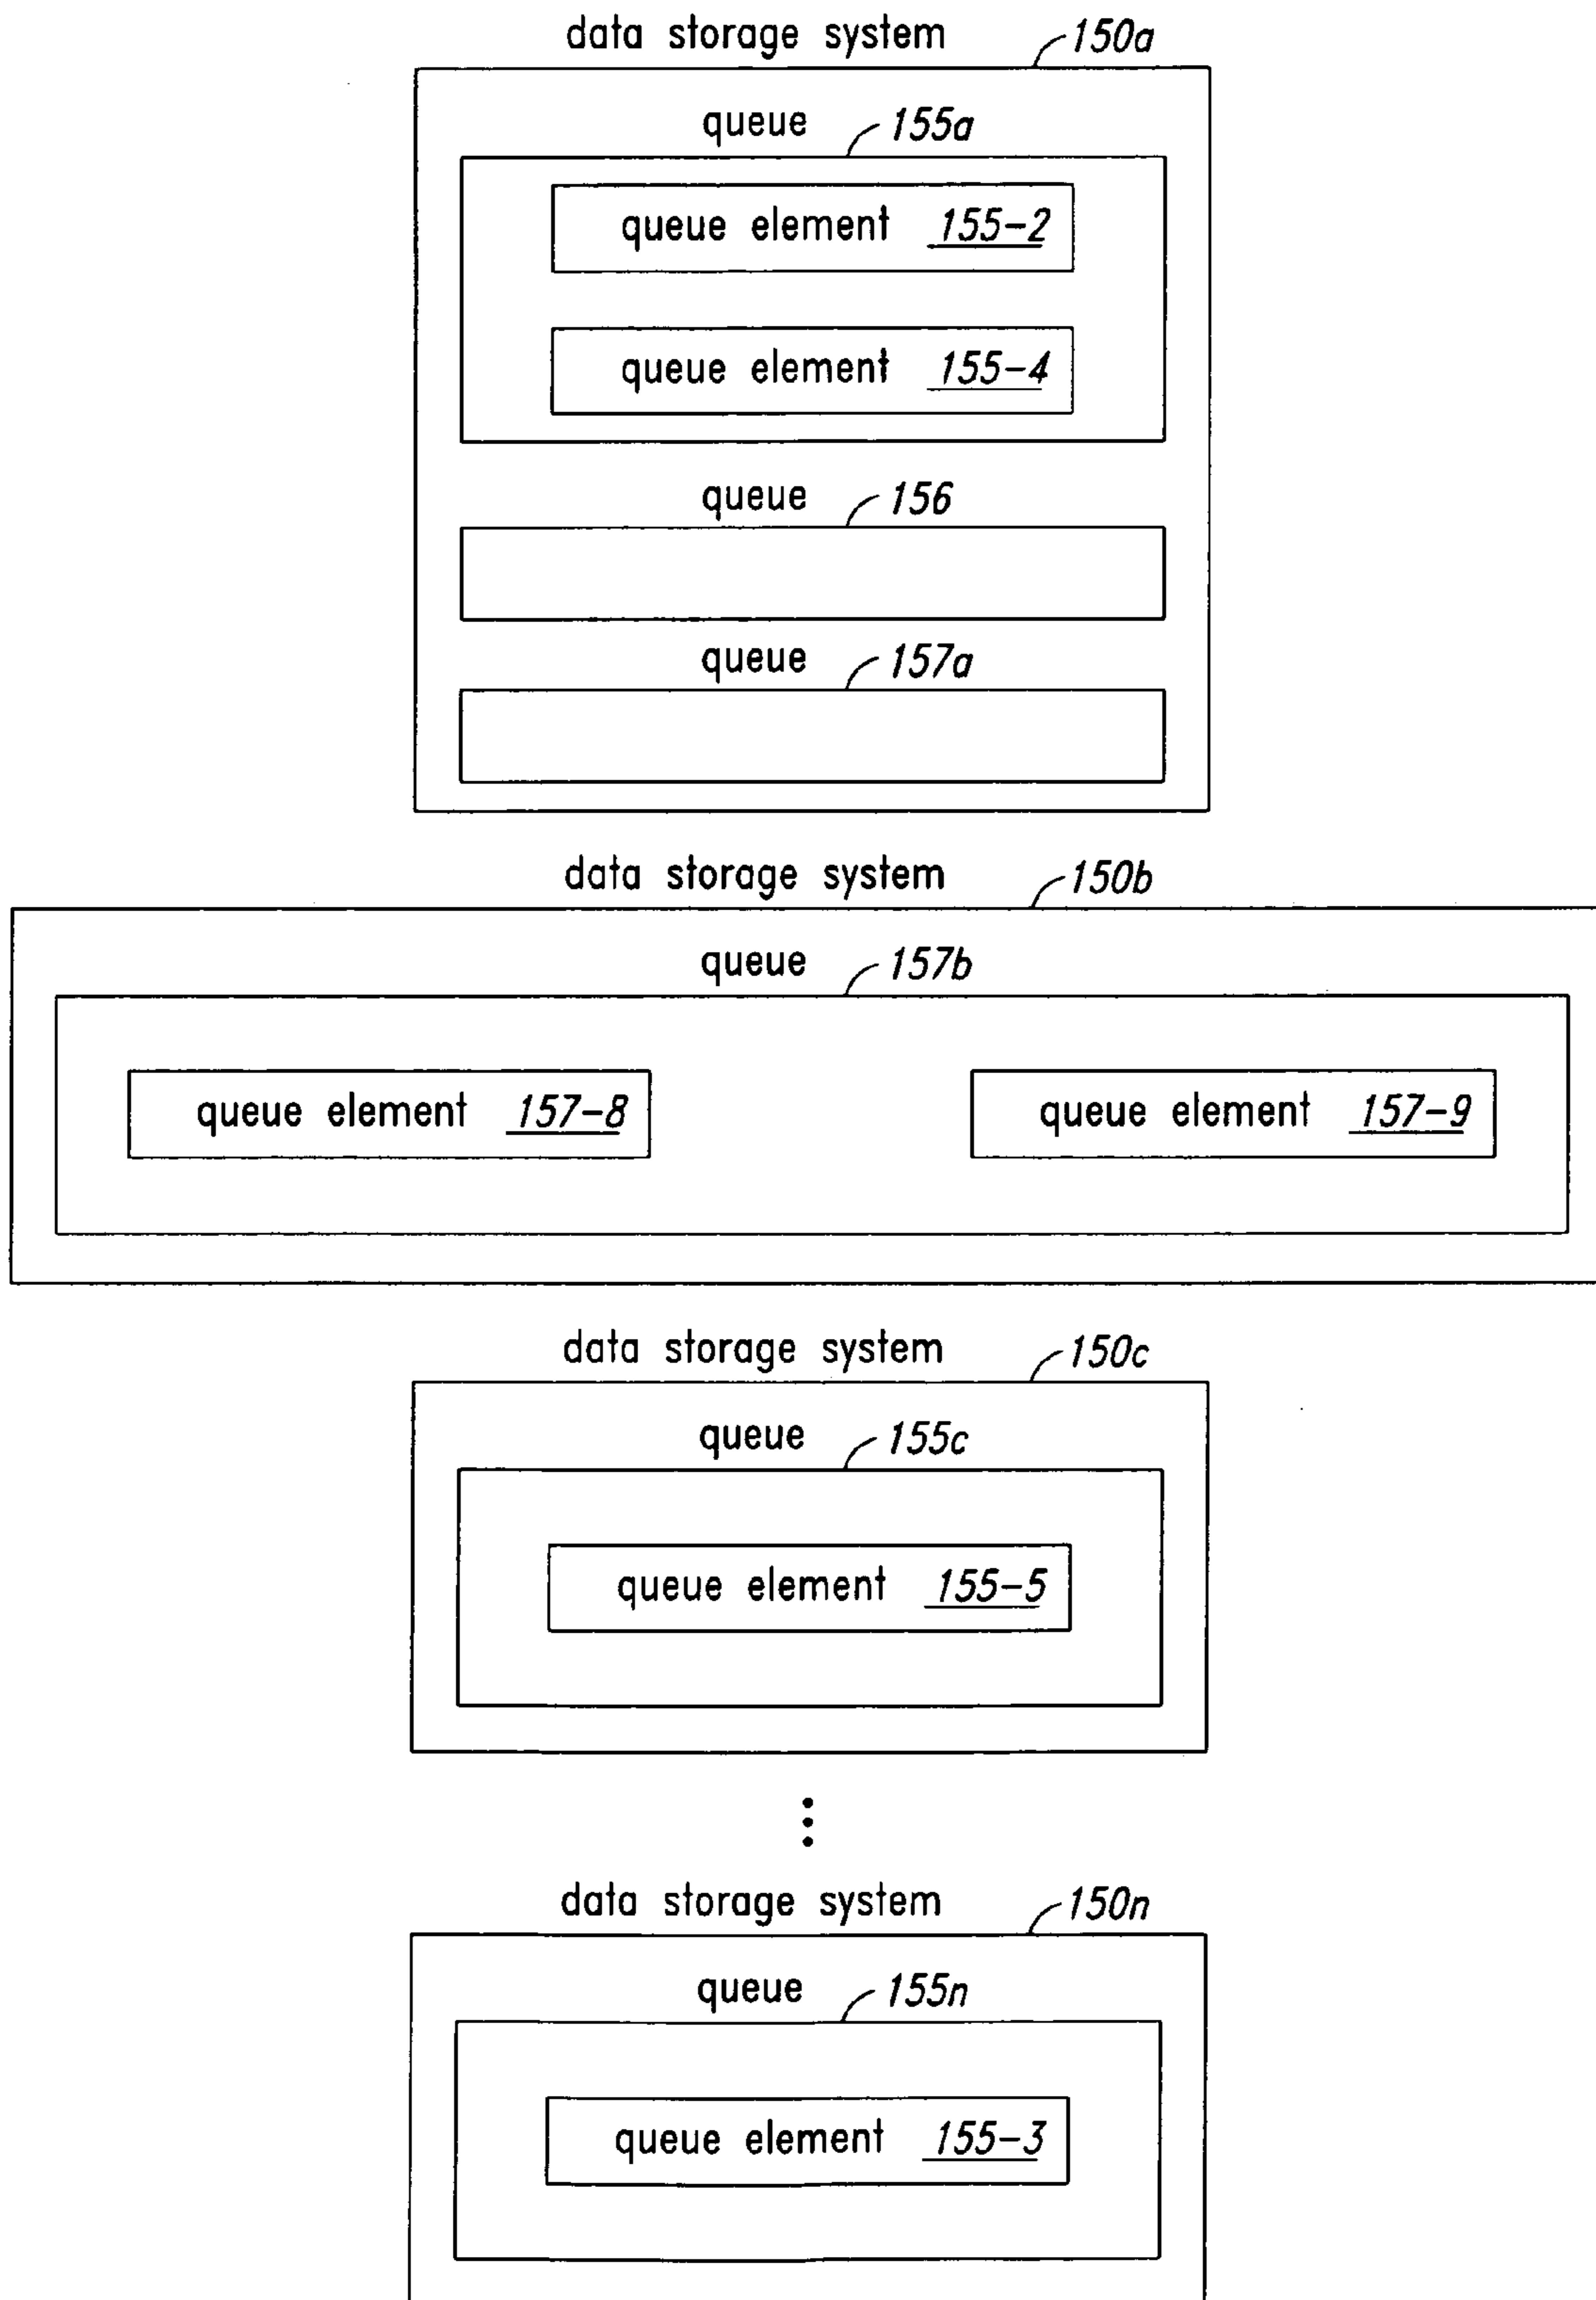 data storage system 150a
queue 155a
queue element 155-2
queue element 155-4
queue 156
queue 157a
data storage system 150b
queue 157b
queue element 157-8 queue element 157-9
data storage system 150c
queue 155c
queue element 155-5
data storage system 150n
queue 155n
queue element 155-3